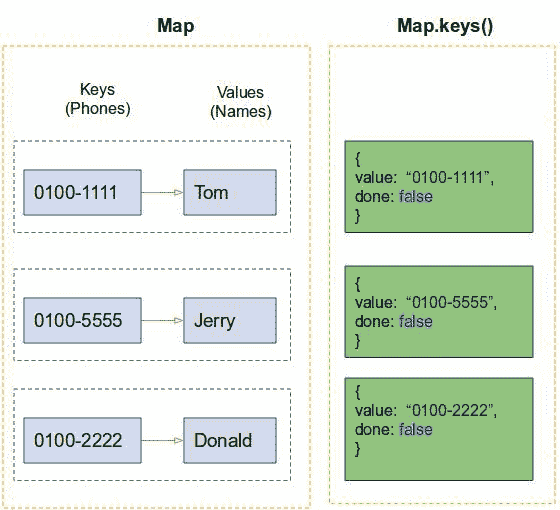 Map
Map.keys()
Keys
(Phones)
Values
(Names)
0100-1111
Tom
{
value: “0100-1111”,
done: false
}
0100-5555
Jerry
{
value: “0100-5555”,
done: false
}
0100-2222
Donald
{
value: “0100-2222”,
done: false
}